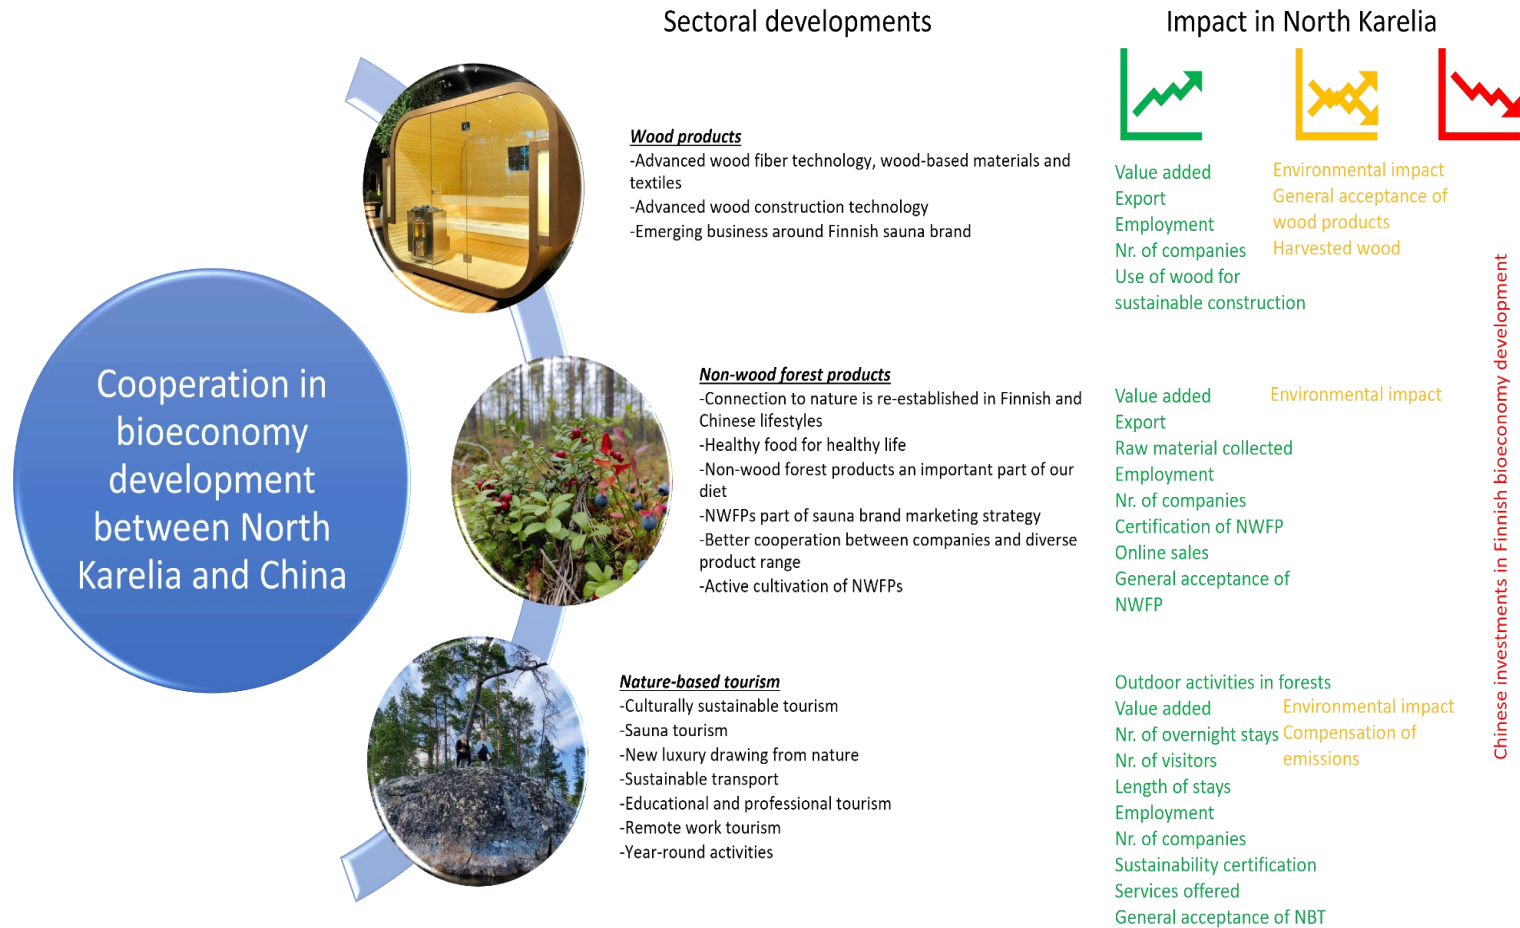 Sectoral developments
Impact in North Karelia
Cooperation in
bioeconomy
development
between North
Karelia and China
Wood products
-Advanced wood fiber technology, wood-based materials and
textiles
-Advanced wood construction technology
-Emerging business around Finnish sauna brand
Value added
Export
Employment
Nr. of companies
Use of wood for
sustainable construction
Environmental impact
General acceptance of
wood products
Harvested wood
Non-wood forest products
-Connection to nature is re-established in Finnish and
Chinese lifestyles
-Healthy food for healthy life
-Non-wood forest products an important part of our
diet
-NWFPs part of sauna brand marketing strategy
-Better cooperation between companies and diverse
product range
-Active cultivation of NWFPs
Value added
Export
Raw material collected
Employment
Nr. of companies
Certification of NWFP
Online sales
General acceptance of
NWFP
Environmental impact
Nature-based tourism
-Culturally sustainable tourism
-Sauna tourism
-New luxury drawing from nature
-Sustainable transport
-Educational and professional tourism
-Remote work tourism
-Year-round activities
Outdoor activities in forests
Value added
Nr. of overnight stays
Nr. of visitors
Length of stays
Employment
Nr. of companies
Sustainability certification
Services offered
General acceptance of NBT
Environmental impact
Compensation of
emissions
Chinese investments in Finnish bioeconomy development